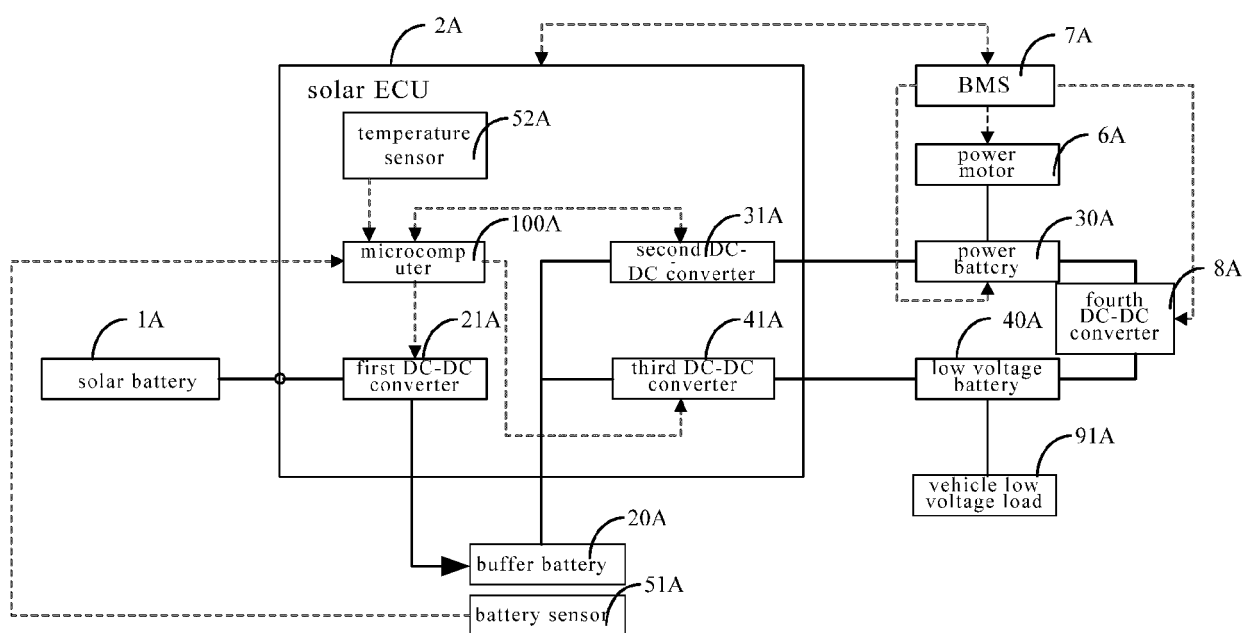 2A
7A
solar ECU
BMS
52A
temperature
sensor
6A
power
motor
100A
31A
30A
microcomp
uter
second DC-
DC converter
power
battery
8A
fourth
DC-DC
converter
1A
21A
41A
40A
solar battery
first DC-DC
converter
third DC-DC
converter
low voltage
battery
91A
vehicle low
voltage load
20A
buffer battery
51A
battery sensor